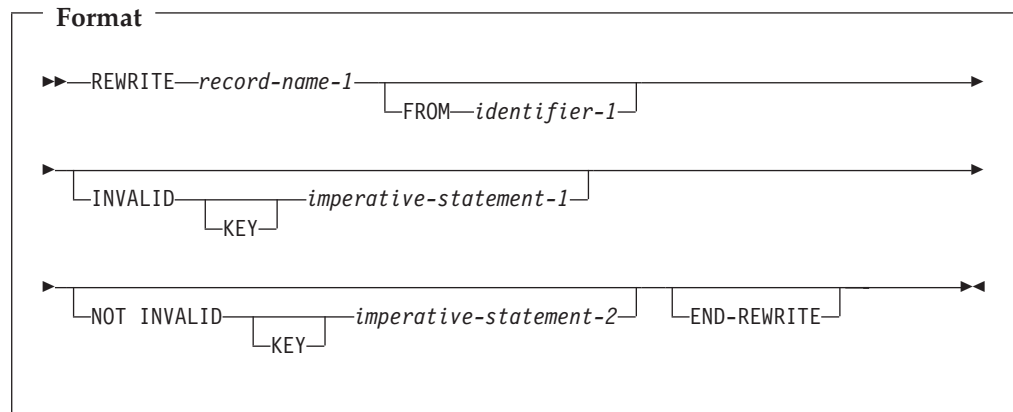 Format
REWRITE record-name-1
FROM identifier-1
INVALID imperative-statement-1
KEY
NOT INVALID imperative-statement-2 END-REWRITE
KEY